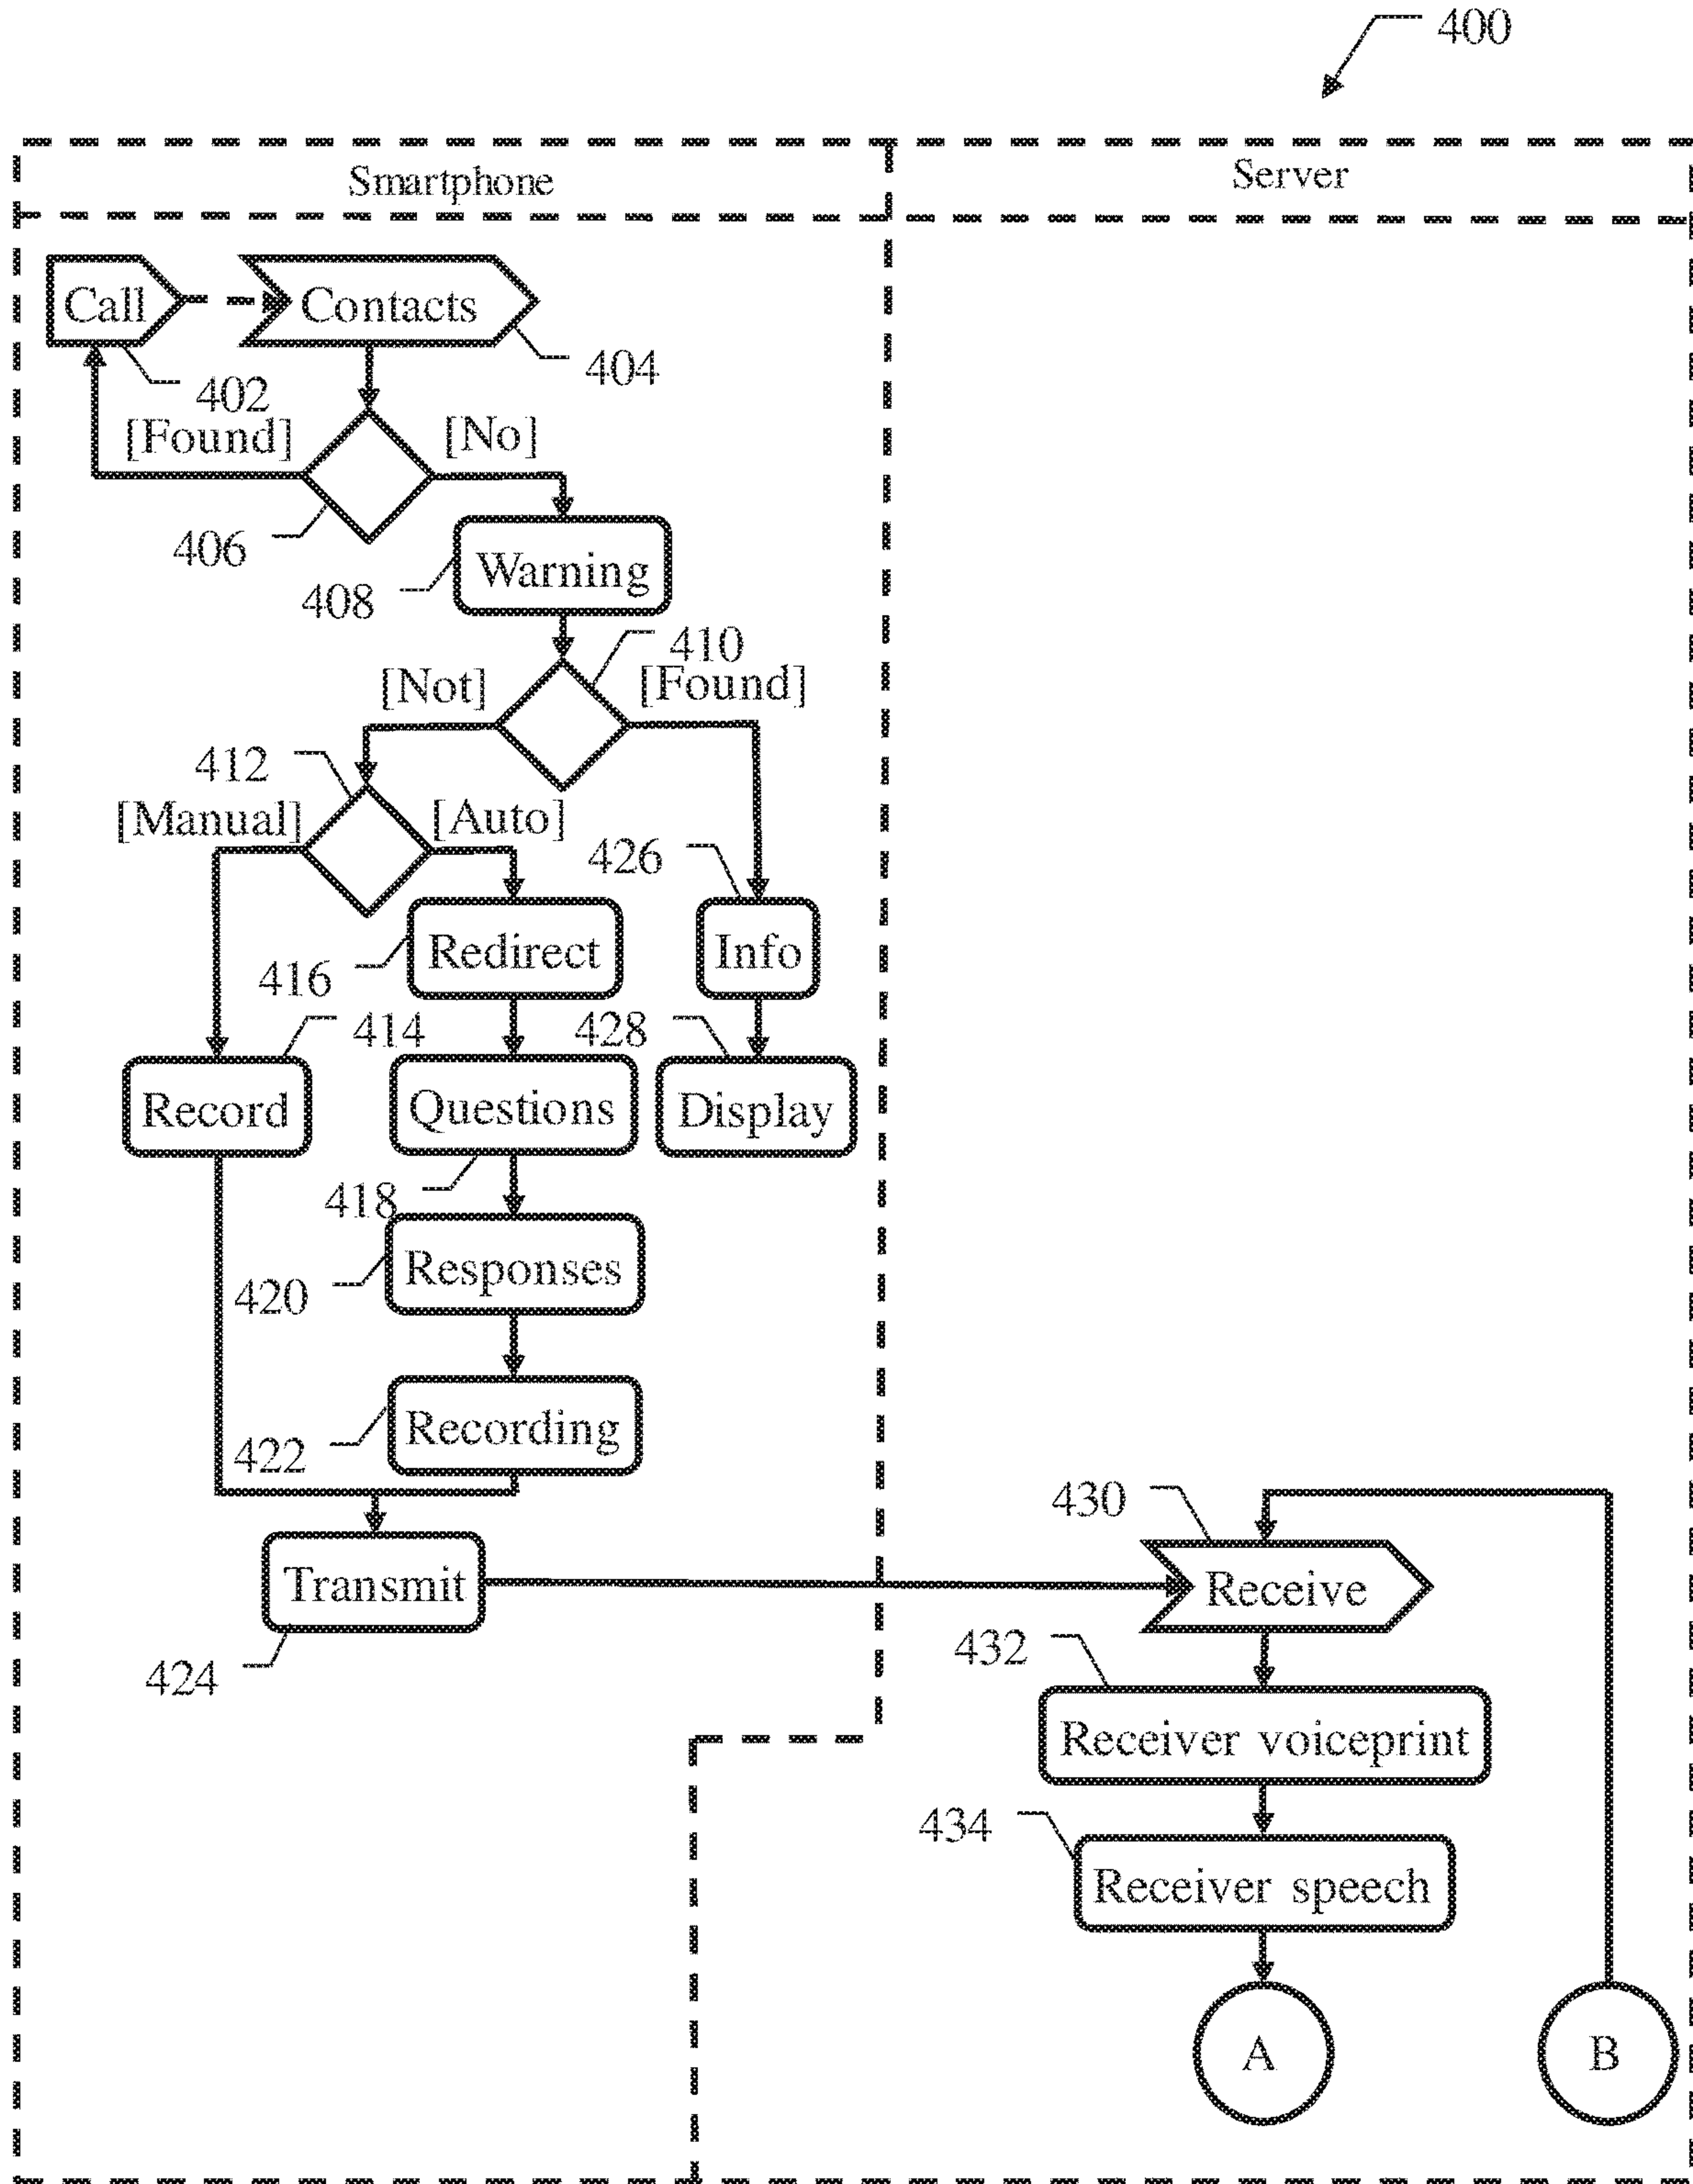 400
Smartphone
Server
Call
Contacts
404
402
[Found]
[No]
406
Warning
408
410
[Not]
[Found]
412
[Manual]
[Auto]
426
Redirect
Info
416
414
428
Record
Questions
Display
418
Responses
420
Recording
422
430
Transmit
Receive
424
432
Receiver voiceprint
434
Receiver speech
A
B